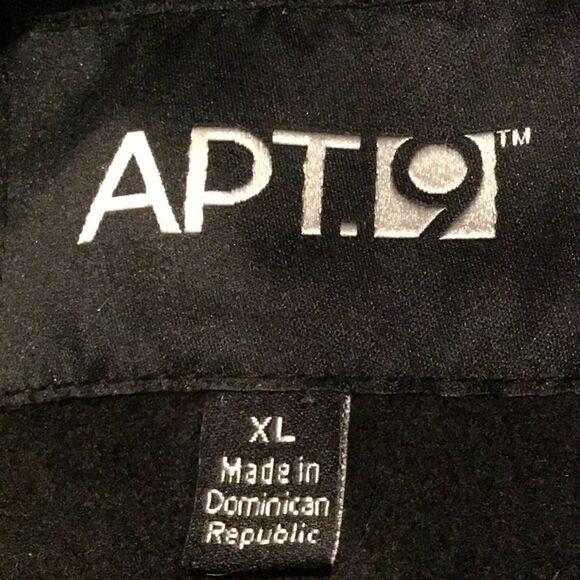 APT.9™
XL
Made in
Dominican
Republic